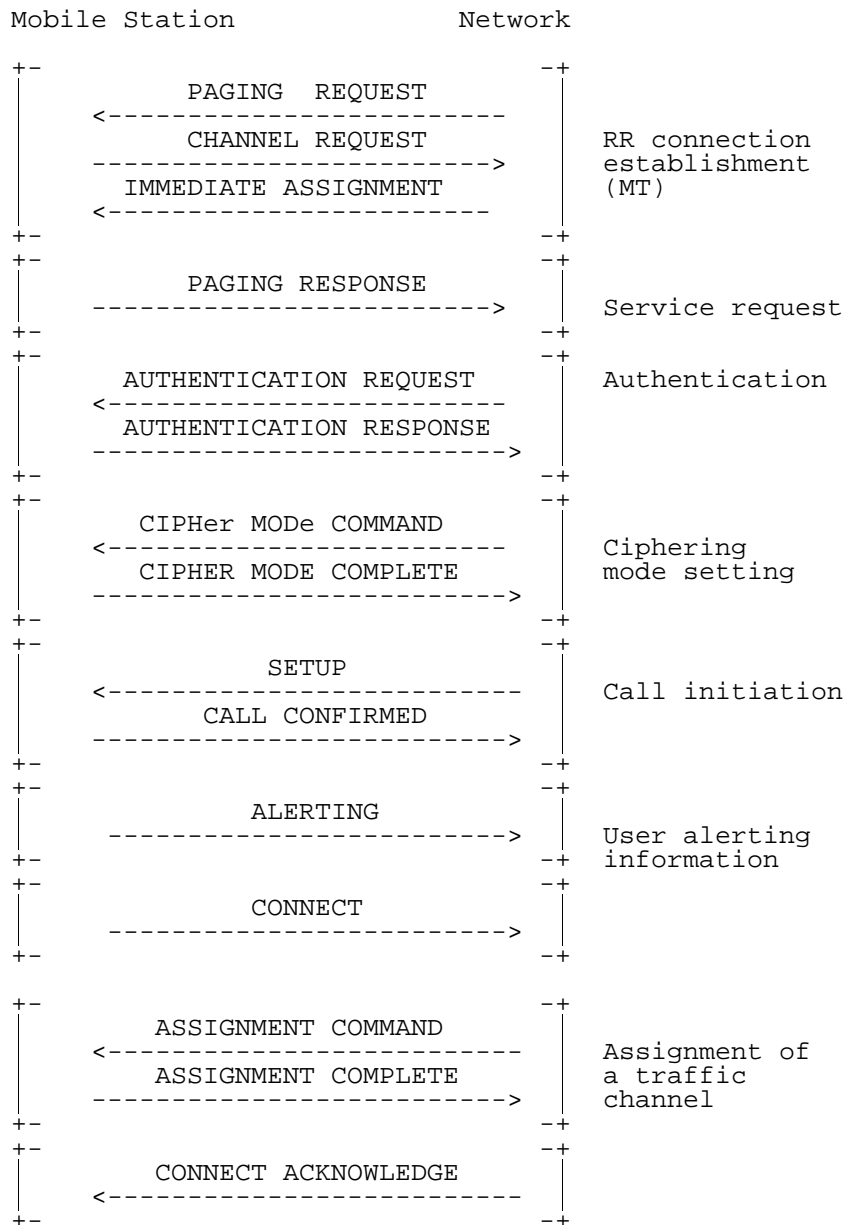 Mobile Station Network
PAGING REQUEST
CHANNEL REQUEST
RR connection
establishment
(MT)
IMMEDIATE ASSIGNMENT
PAGING RESPONSE
Service request
AUTHENTICATION REQUEST
Authentication
AUTHENTICATION RESPONSE
CIPHer MODe COMMAND
Ciphering
mode setting
CIPHER MODE COMPLETE
SETUP
Call initiation
CALL CONFIRMED
ALERTING
User alerting
information
CONNECT
ASSIGNMENT COMMAND
Assignment of
a traffic
channel
ASSIGNMENT COMPLETE
CONNECT ACKNOWLEDGE